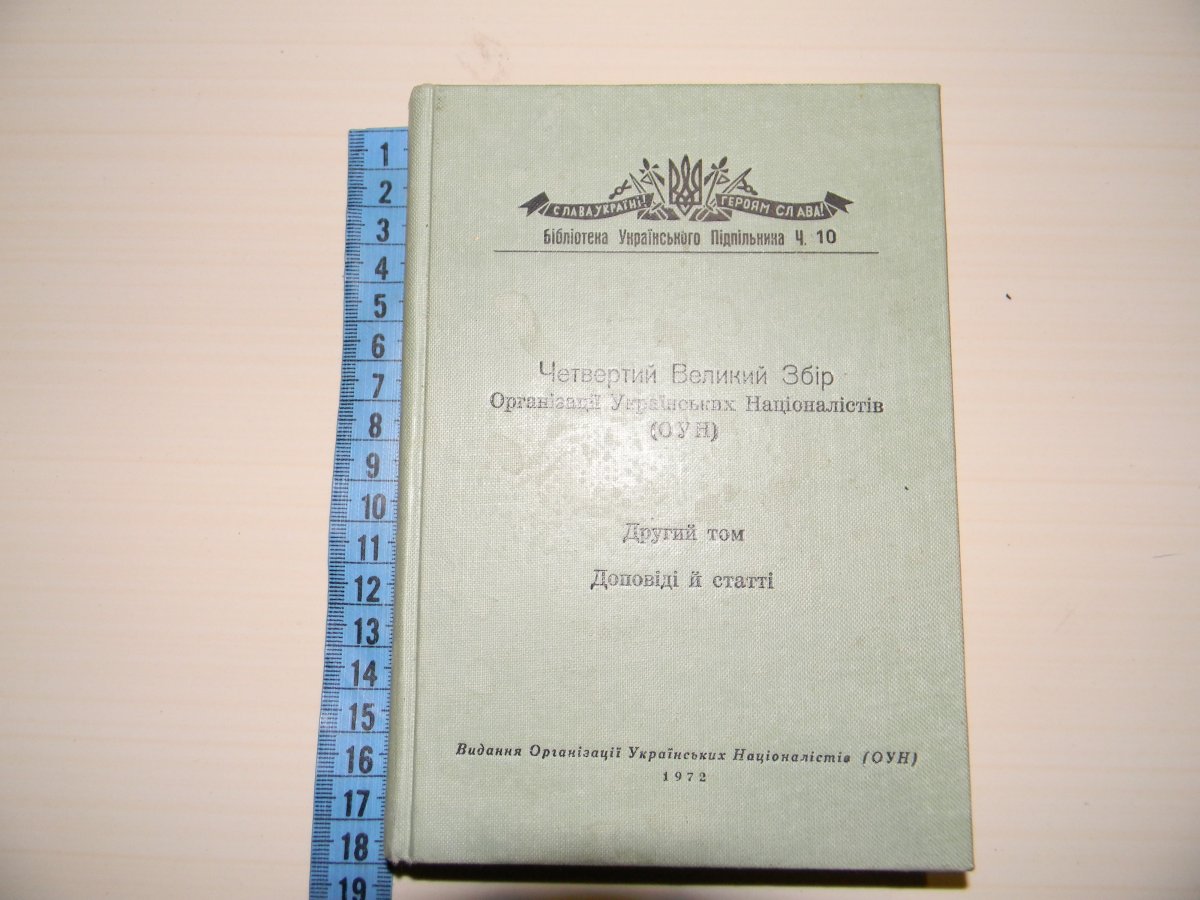 СЛАВА УКРАЇНІ! ГЕРОЯМ СЛАВА!
Бібліотека Українського Підпільника Ч. 10
Четвертий Великий Збір
Організації Українських Націоналістів
(ОУН)
Другий том
Доповіді й статті
Видання Організації Українських Націоналістів (ОУН)
1972
1
2
3
4
5
6
7
8
9
10
11
12
13
14
15
16
17
18
19